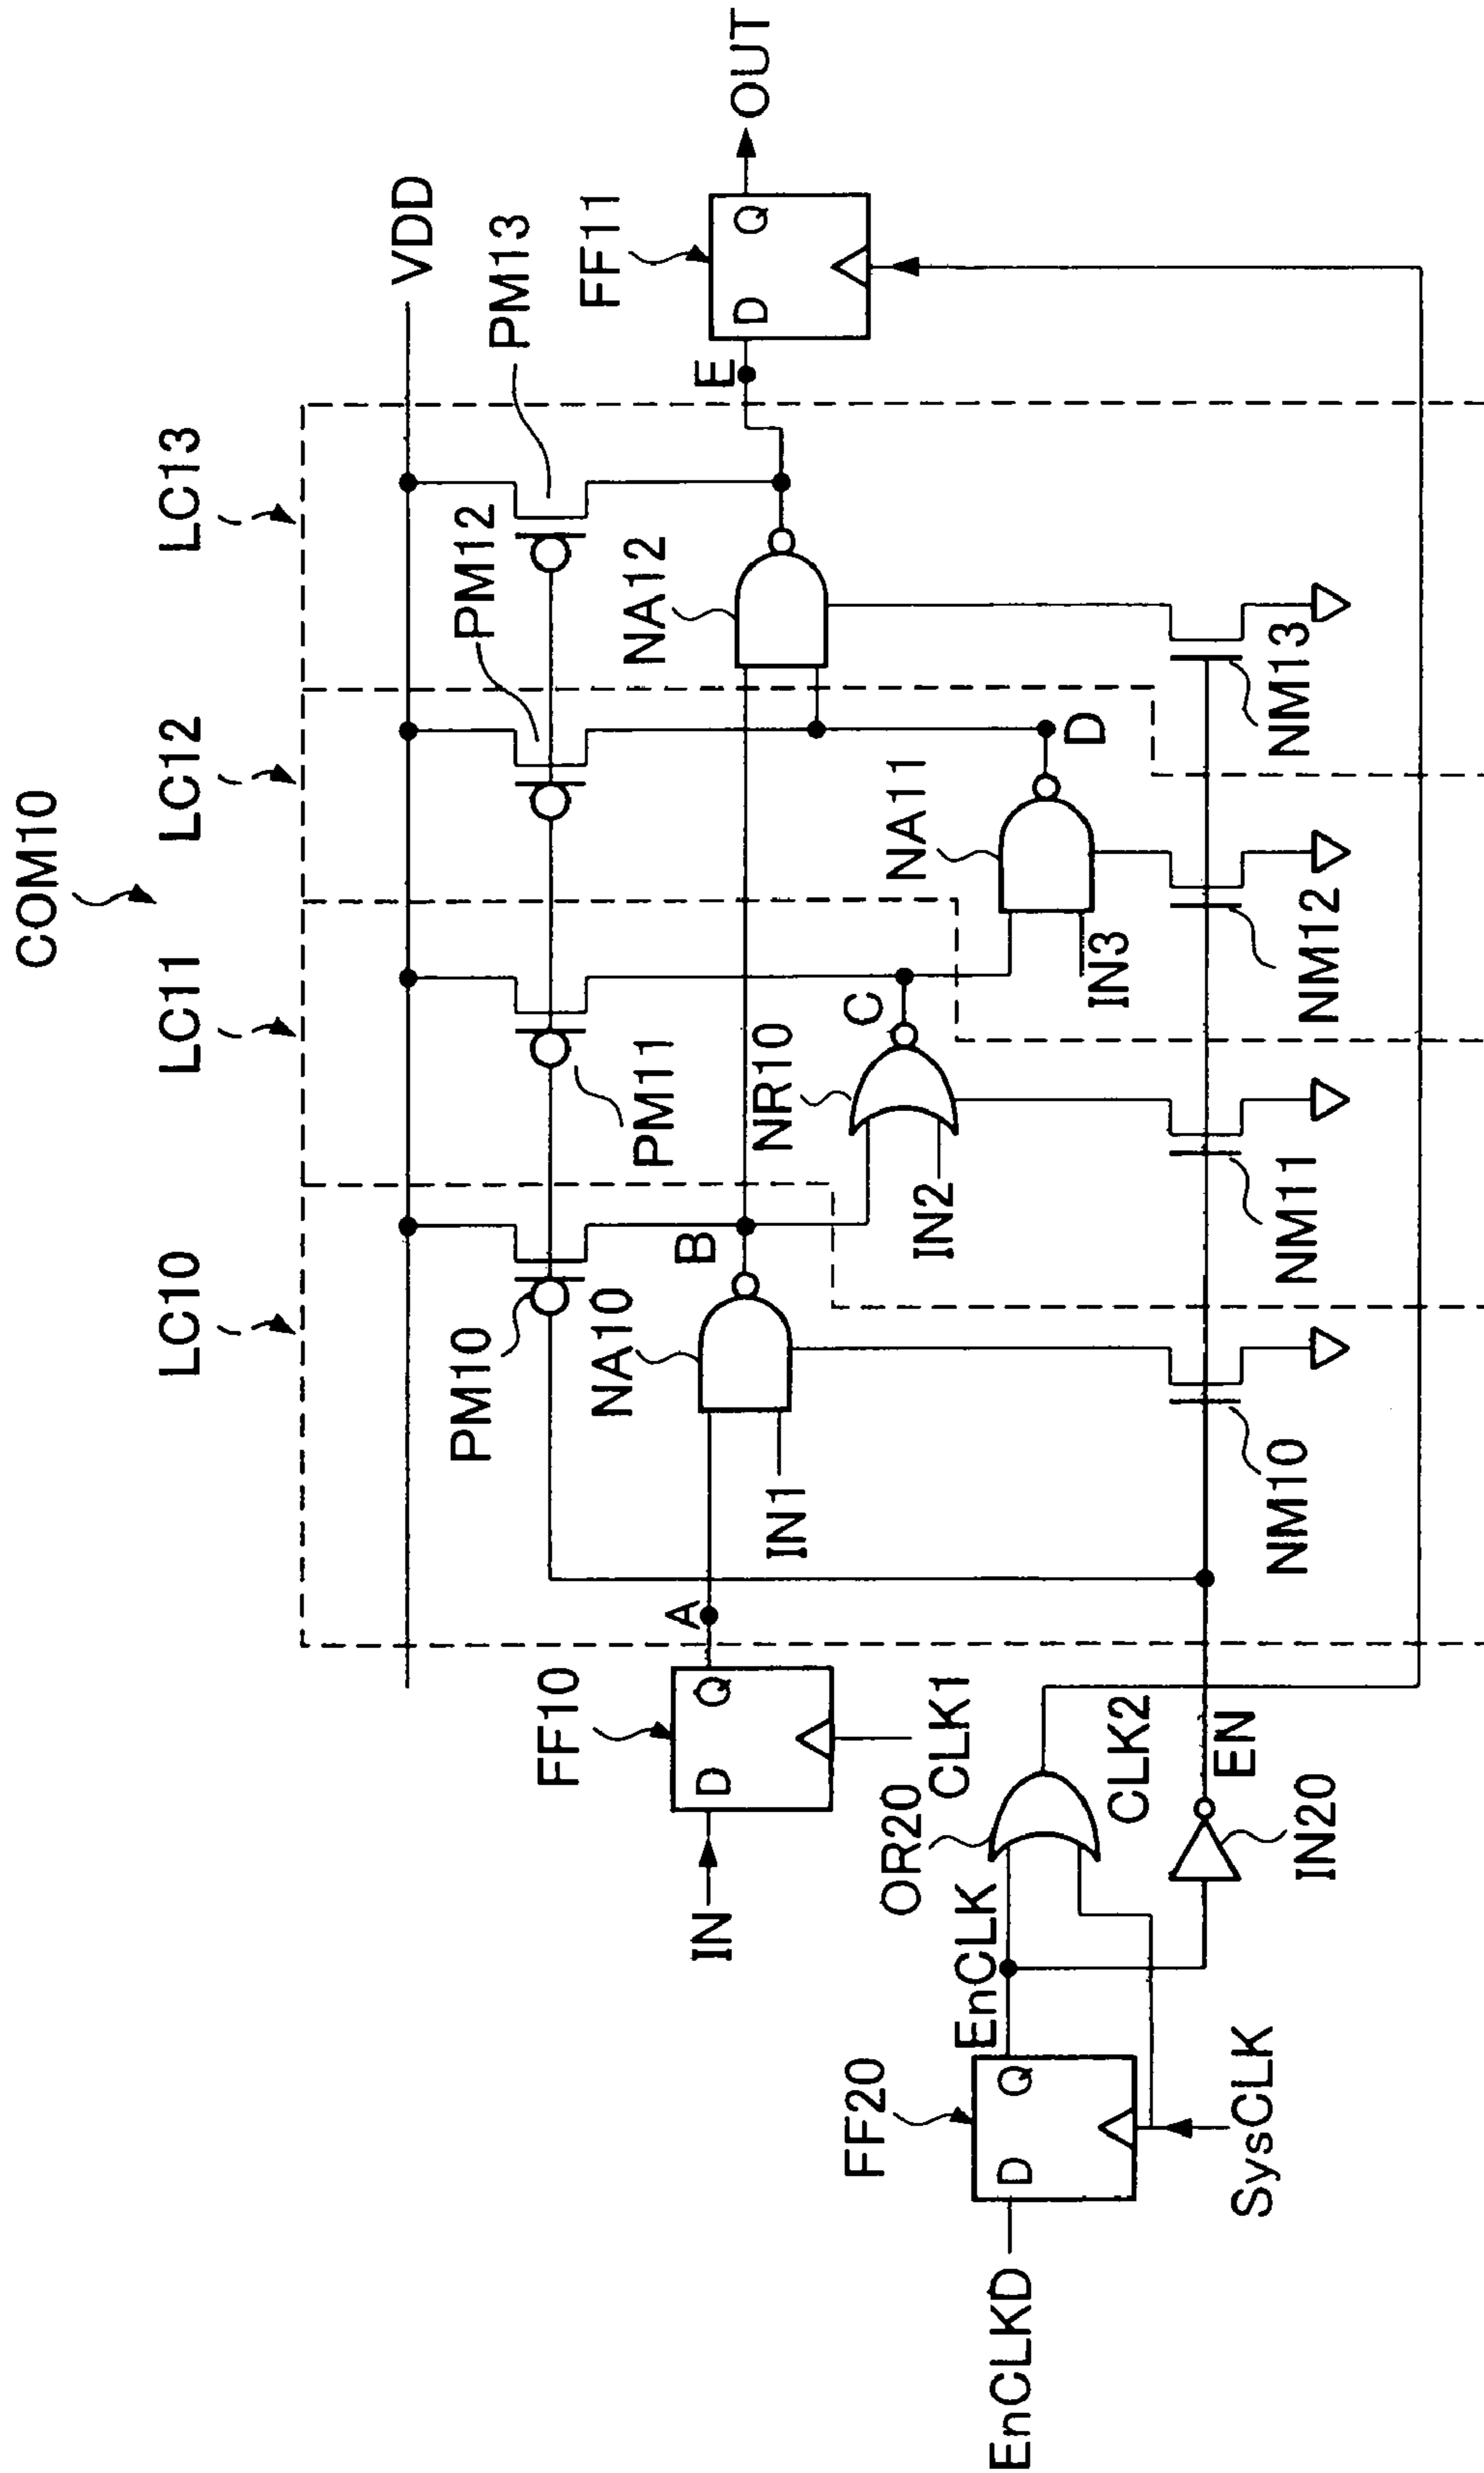 COM10
LC10
LC11
LC12
LC13
VDD
PM10
PM11
PM12
PM13
FF10
D
Q
A
NA10
B
NA12
E
FF11
D
Q
OUT
IN
IN1
CLK1
NR10
C
IN2
NA11
D
IN3
FF20
D
Q
EnCLKD
EnCLK
OR20
CLK2
SysCLK
IN20
EN
NM10
NM11
NM12
NM13